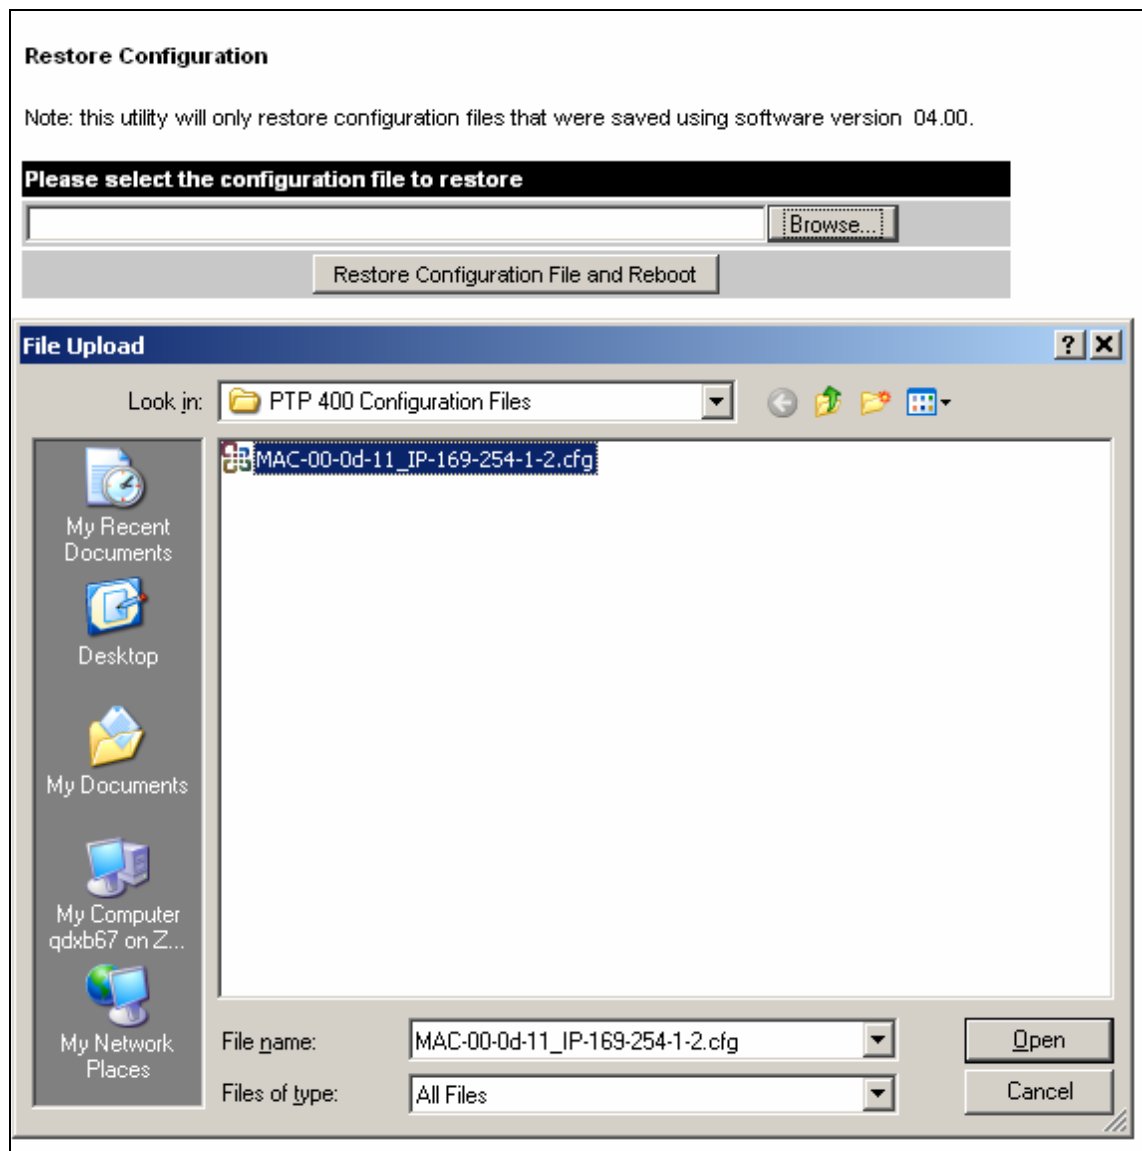 Restore Configuration
Note: this utility will only restore configuration files that were saved using software version 04.00.
Please select the configuration file to restore
Browse...
Restore Configuration File and Reboot
File Upload
Look in:
PTP 400 Configuration Files
MAC-00-0d-11_IP-169-254-1-2.cfg
My Recent
Documents
Desktop
My Documents
My Computer
qdxb67 on Z...
My Network
Places
File name:
MAC-00-0d-11_IP-169-254-1-2.cfg
Open
Files of type:
All Files
Cancel